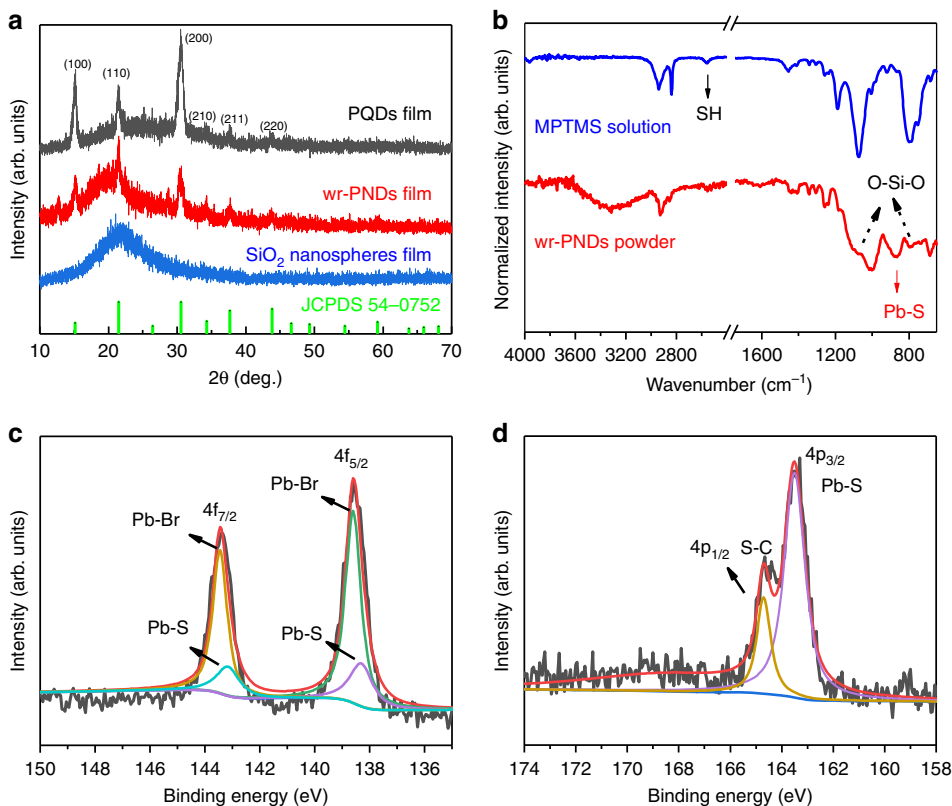 a
(100)
(110)
(200)
(210)
(211)
(220)
PQDs film
wr-PNDs film
SiO₂ nanospheres film
JCPDS 54–0752
Intensity (arb. units)
10 20 30 40 50 60 70
2θ (deg.)
b
SH
MPTMS solution
O-Si-O
wr-PNDs powder
Pb-S
Normalized intensity (arb. units)
4000 3600 2800 1600 1200 800
Wavenumber (cm⁻¹)
c
4f₅/₂
Pb-Br
4f₇/₂
Pb-Br
Pb-S
Pb-S
Intensity (arb. units)
150 148 146 144 142 140 138 136
Binding energy (eV)
d
4p₃/₂
Pb-S
4p₁/₂
S-C
Intensity (arb. units)
174 172 170 168 166 164 162 160 158
Binding energy (eV)